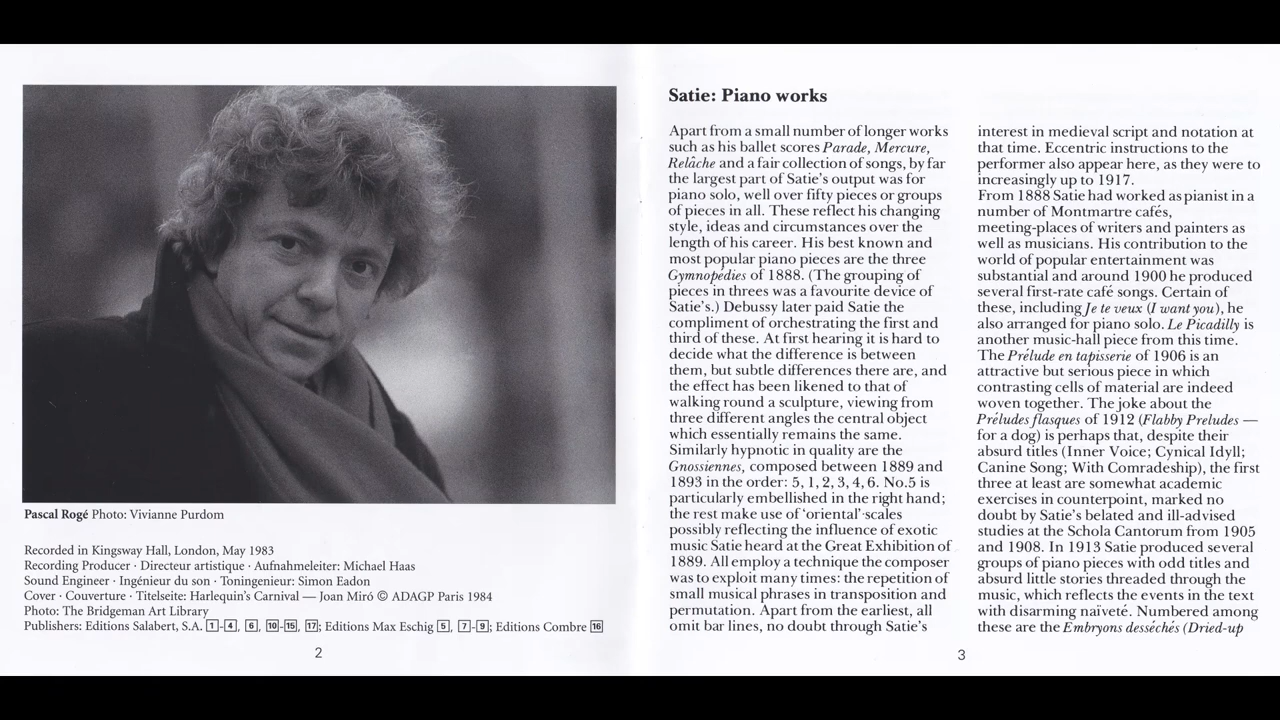 Pascal Rogé Photo: Vivianne Purdom
Recorded in Kingsway Hall, London, May 1983
Recording Producer · Directeur artistique · Aufnahmeleiter: Michael Haas
Sound Engineer · Ingénieur du son · Toningenieur: Simon Eadon
Cover · Couverture · Titelseite: Harlequin's Carnival — Joan Miró © ADAGP Paris 1984
Photo: The Bridgeman Art Library
Publishers: Editions Salabert, S.A. 1-4, 6, 10-15, 17; Editions Max Eschig 5, 7-9; Editions Combre 16
2
Satie: Piano works
Apart from a small number of longer works
such as his ballet scores Parade, Mercure,
Relâche and a fair collection of songs, by far
the largest part of Satie's output was for
piano solo, well over fifty pieces or groups
of pieces in all. These reflect his changing
style, ideas and circumstances over the
length of his career. His best known and
most popular piano pieces are the three
Gymnopédies of 1888. (The grouping of
pieces in threes was a favourite device of
Satie's.) Debussy later paid Satie the
compliment of orchestrating the first and
third of these. At first hearing it is hard to
decide what the difference is between
them, but subtle differences there are, and
the effect has been likened to that of
walking round a sculpture, viewing from
three different angles the central object
which essentially remains the same.
Similarly hypnotic in quality are the
Gnossiennes, composed between 1889 and
1893 in the order: 5, 1, 2, 3, 4, 6. No.5 is
particularly embellished in the right hand;
the rest make use of 'oriental' scales
possibly reflecting the influence of exotic
music Satie heard at the Great Exhibition of
1889. All employ a technique the composer
was to exploit many times: the repetition of
small musical phrases in transposition and
permutation. Apart from the earliest, all
omit bar lines, no doubt through Satie's
interest in medieval script and notation at
that time. Eccentric instructions to the
performer also appear here, as they were to
increasingly up to 1917.
From 1888 Satie had worked as pianist in a
number of Montmartre cafés,
meeting-places of writers and painters as
well as musicians. His contribution to the
world of popular entertainment was
substantial and around 1900 he produced
several first-rate café songs. Certain of
these, including Je te veux (I want you), he
also arranged for piano solo. Le Picadilly is
another music-hall piece from this time.
The Prélude en tapisserie of 1906 is an
attractive but serious piece in which
contrasting cells of material are indeed
woven together. The joke about the
Préludes flasques of 1912 (Flabby Preludes —
for a dog) is perhaps that, despite their
absurd titles (Inner Voice; Cynical Idyll;
Canine Song; With Comradeship), the first
three at least are somewhat academic
exercises in counterpoint, marked no
doubt by Satie's belated and ill-advised
studies at the Schola Cantorum from 1905
and 1908. In 1913 Satie produced several
groups of piano pieces with odd titles and
absurd little stories threaded through the
music, which reflects the events in the text
with disarming naïveté. Numbered among
these are the Embryons desséchés (Dried-up
3